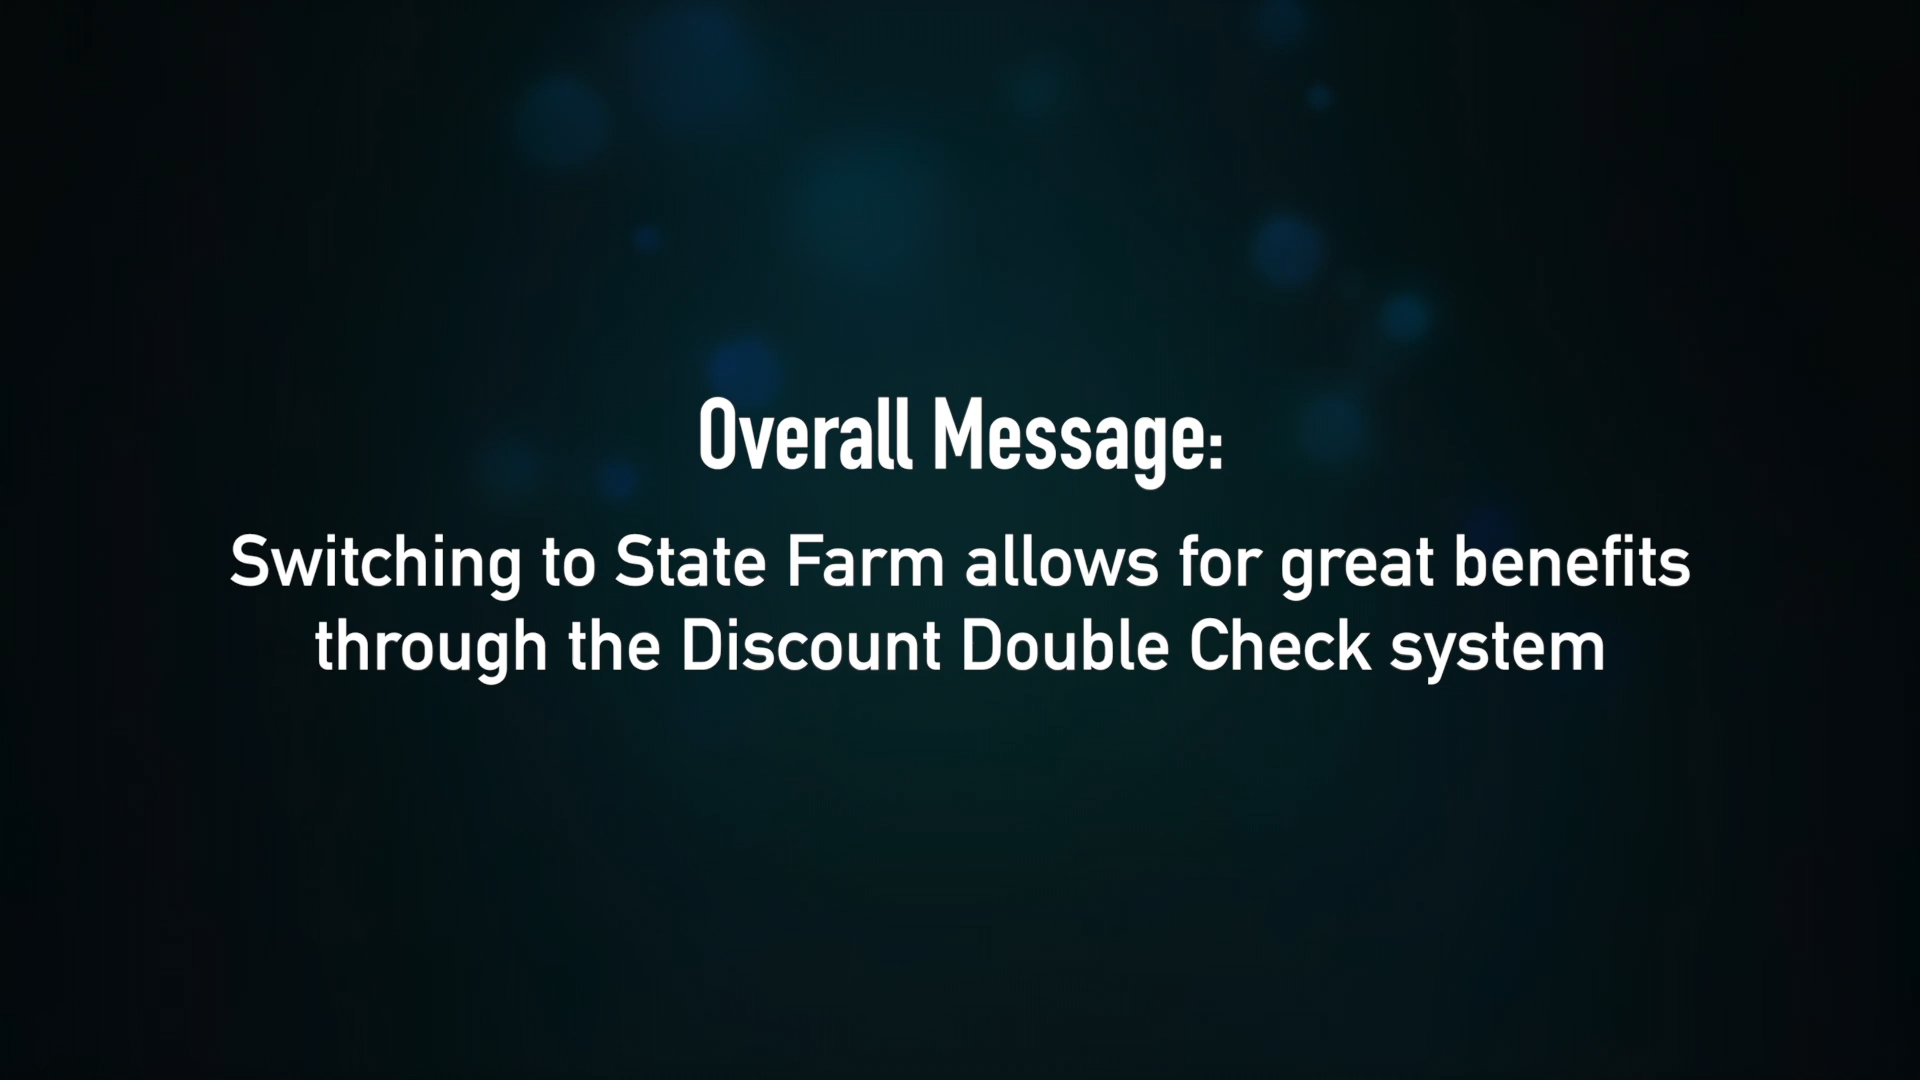 Overall Message:
Switching to State Farm allows for great benefits
through the Discount Double Check system